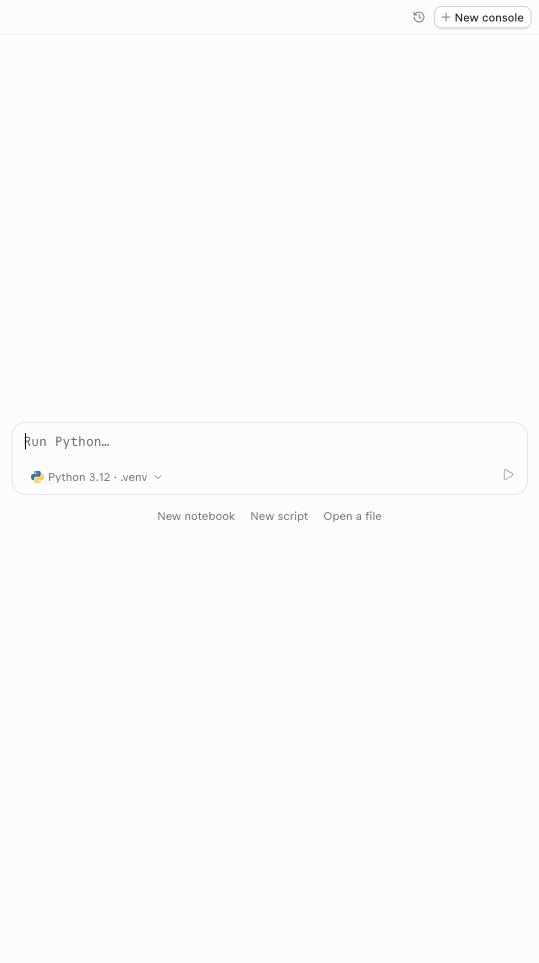 New console
Run Python…
Python 3.12 · .venv
New notebook New script Open a file